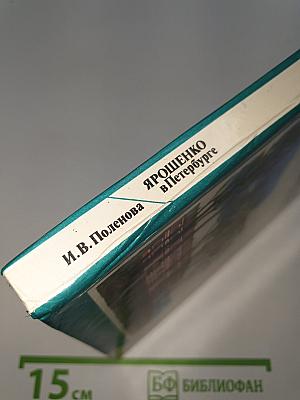 И. В. Поленова
ЯРОШЕНКО
в Петербурге
15 см
БФ БИБЛИОФАН